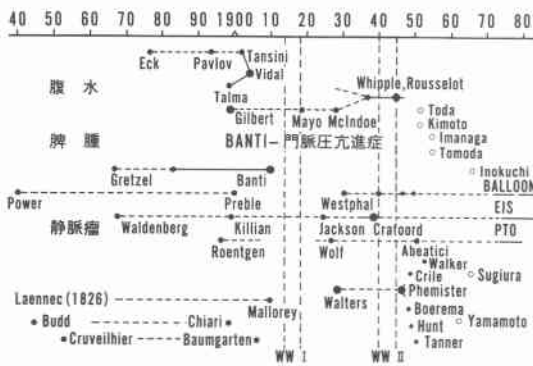 40 50 60 70 80 90 1900 10 20 30 40 50 60 70 80
Eck Pavlov Tansini
Vidal
腹水
Talma
Whipple, Rousselot
Gilbert Mayo McIndoe
Toda
Kimoto
脾腫 BANTI-門脈圧亢進症
Imanaga
Tomoda
Gretzel Banti
Inokuchi
BALLOON
Power Preble Westphal
EIS
静脈瘤 Waldenberg Killian Jackson Crafoord
PTO
Roentgen Wolf
Abeatici
Walker
Crile Sugiura
Walters Phemister
Laennec (1826) Mallorey
Boerema
Budd Chiari
Hunt Yamamoto
Cruveilhier Baumgarten
Tanner
WW I WW II